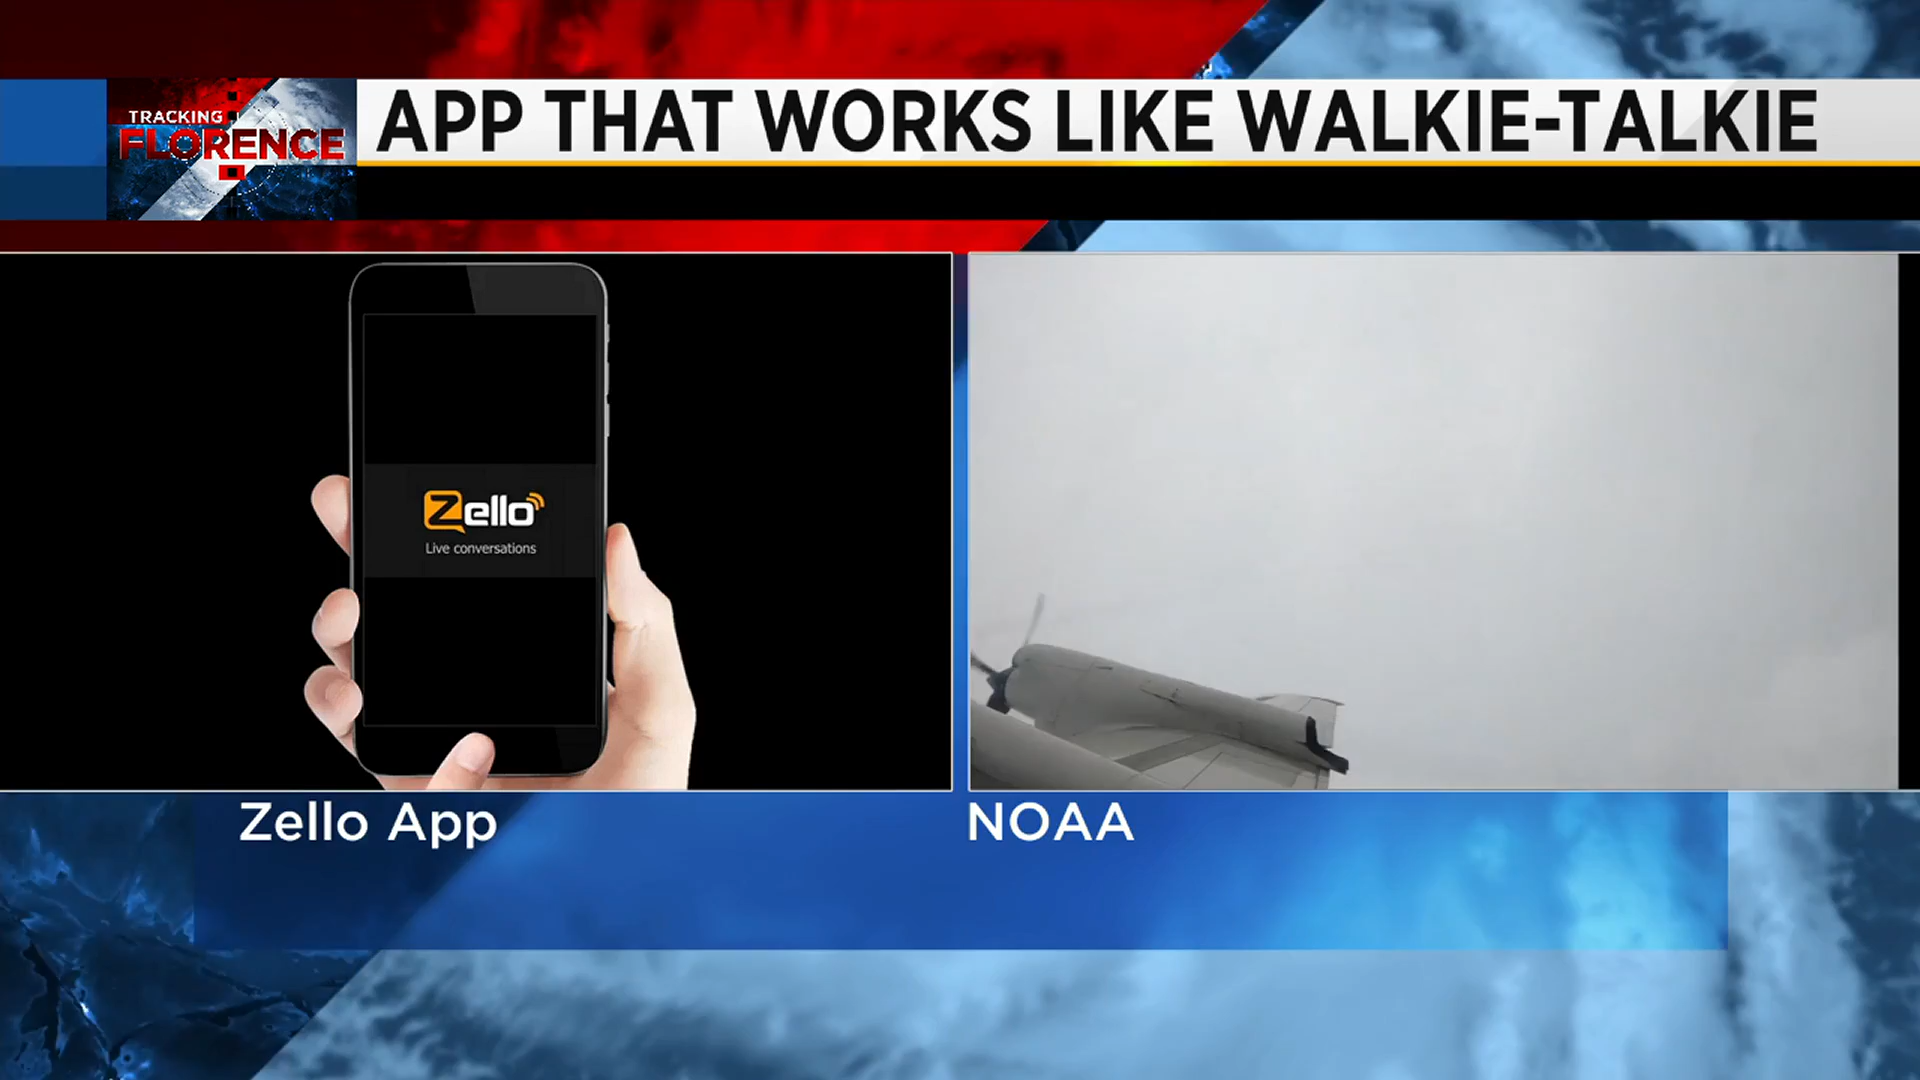 TRACKING
FLORENCE
APP THAT WORKS LIKE WALKIE-TALKIE
Zello
Live conversations
Zello App
NOAA